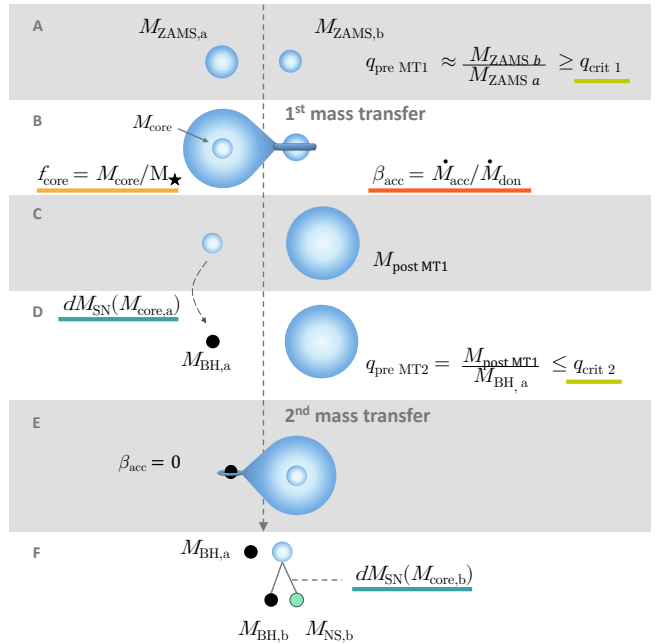 A
M_ZAMS,a
M_ZAMS,b
q_pre MT1 ≈ M_ZAMS b / M_ZAMS a ≥ q_crit 1
B
1st mass transfer
M_core
f_core = M_core/M★
β_acc = Ṁ_acc/Ṁ_don
C
M_post MT1
D
dM_SN(M_core,a)
M_BH,a
q_pre MT2 = M_post MT1 / M_BH, a ≤ q_crit 2
E
2nd mass transfer
β_acc = 0
F
M_BH,a
dM_SN(M_core,b)
M_BH,b M_NS,b